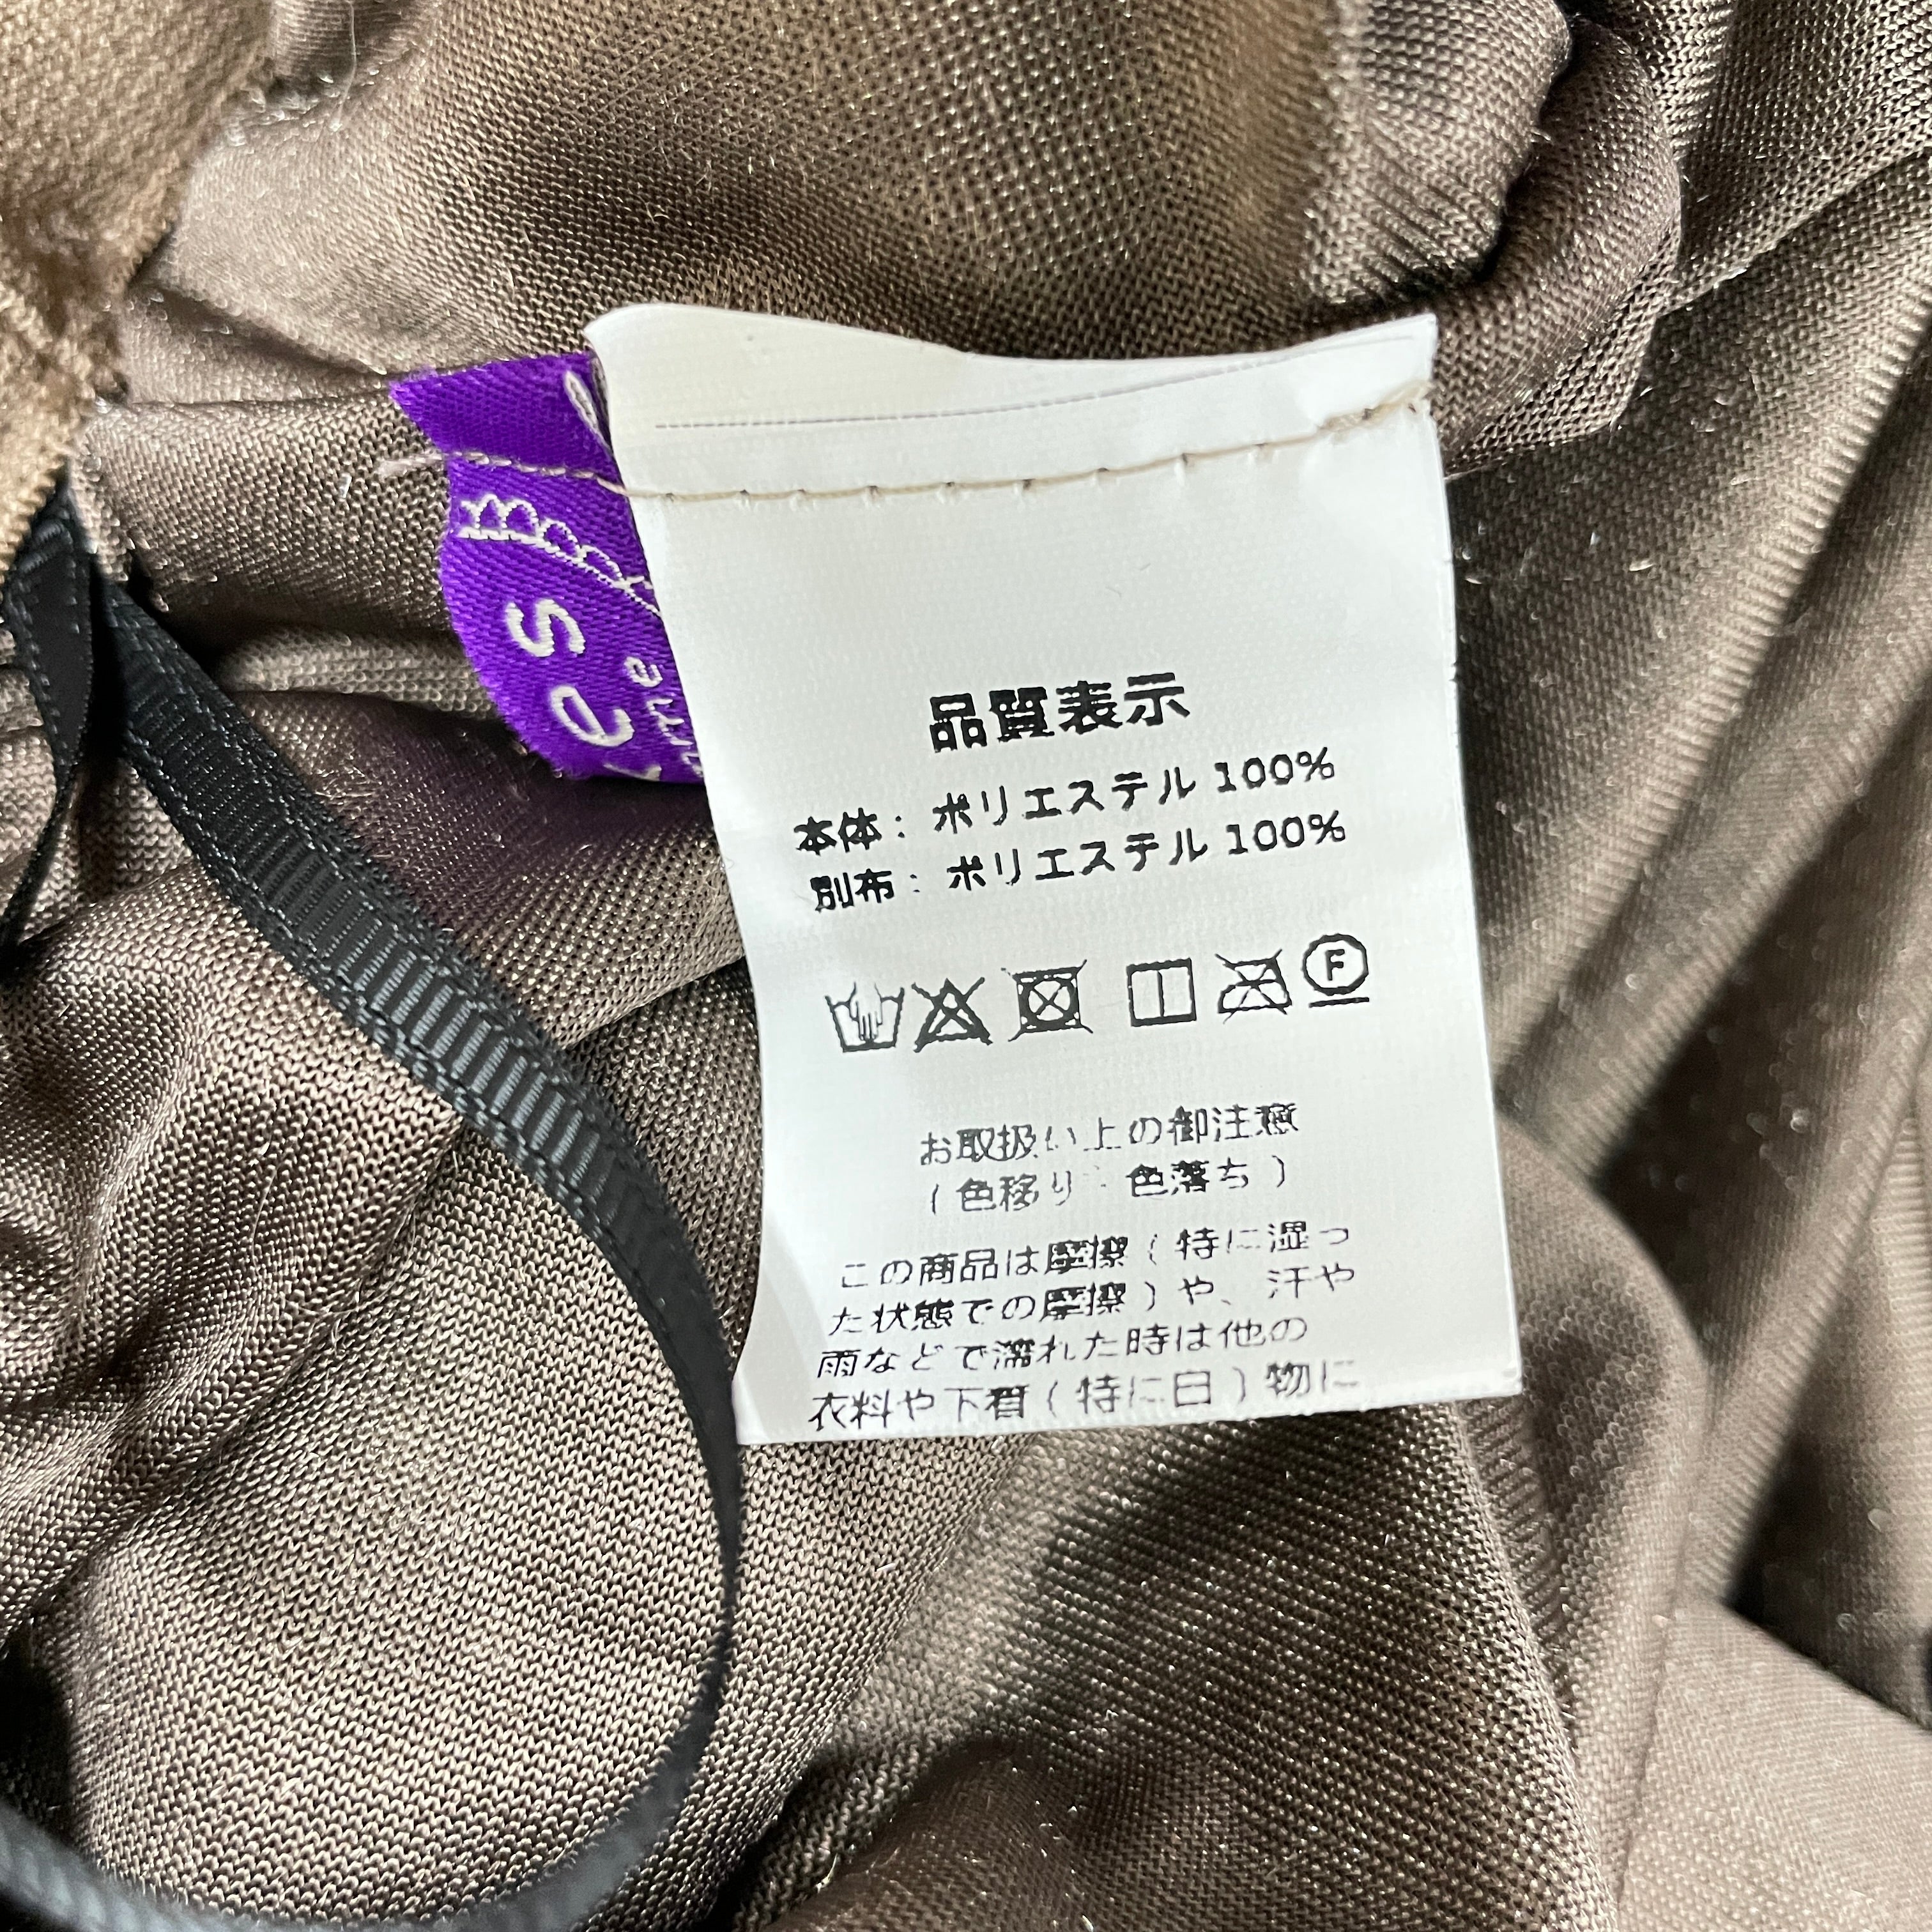 品質表示
本体：ポリエステル 100%
別布：ポリエステル 100%
F
お取扱い上の御注意
(色移り・色落ち)
この商品は摩擦(特に湿っ
た状態での摩擦)や、汗や
雨などで濡れた時は他の
衣料や下着(特に白)物に